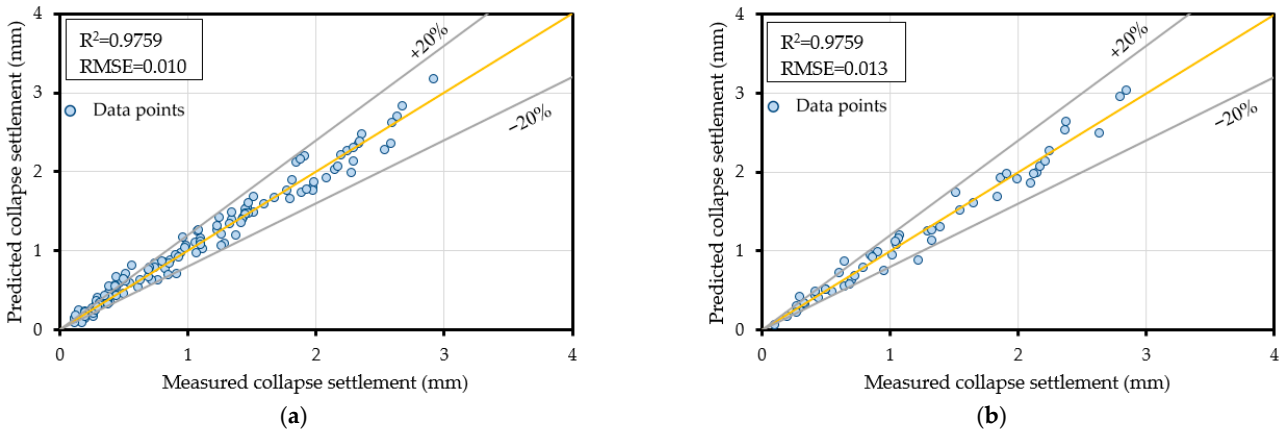 4
3
2
1
0
Predicted collapse settlement (mm)
R²=0.9759
RMSE=0.010
Data points
+20%
−20%
0 1 2 3 4
Measured collapse settlement (mm)
(a)
4
3
2
1
0
Predicted collapse settlement (mm)
R²=0.9759
RMSE=0.013
Data points
+20%
−20%
0 1 2 3 4
Measured collapse settlement (mm)
(b)